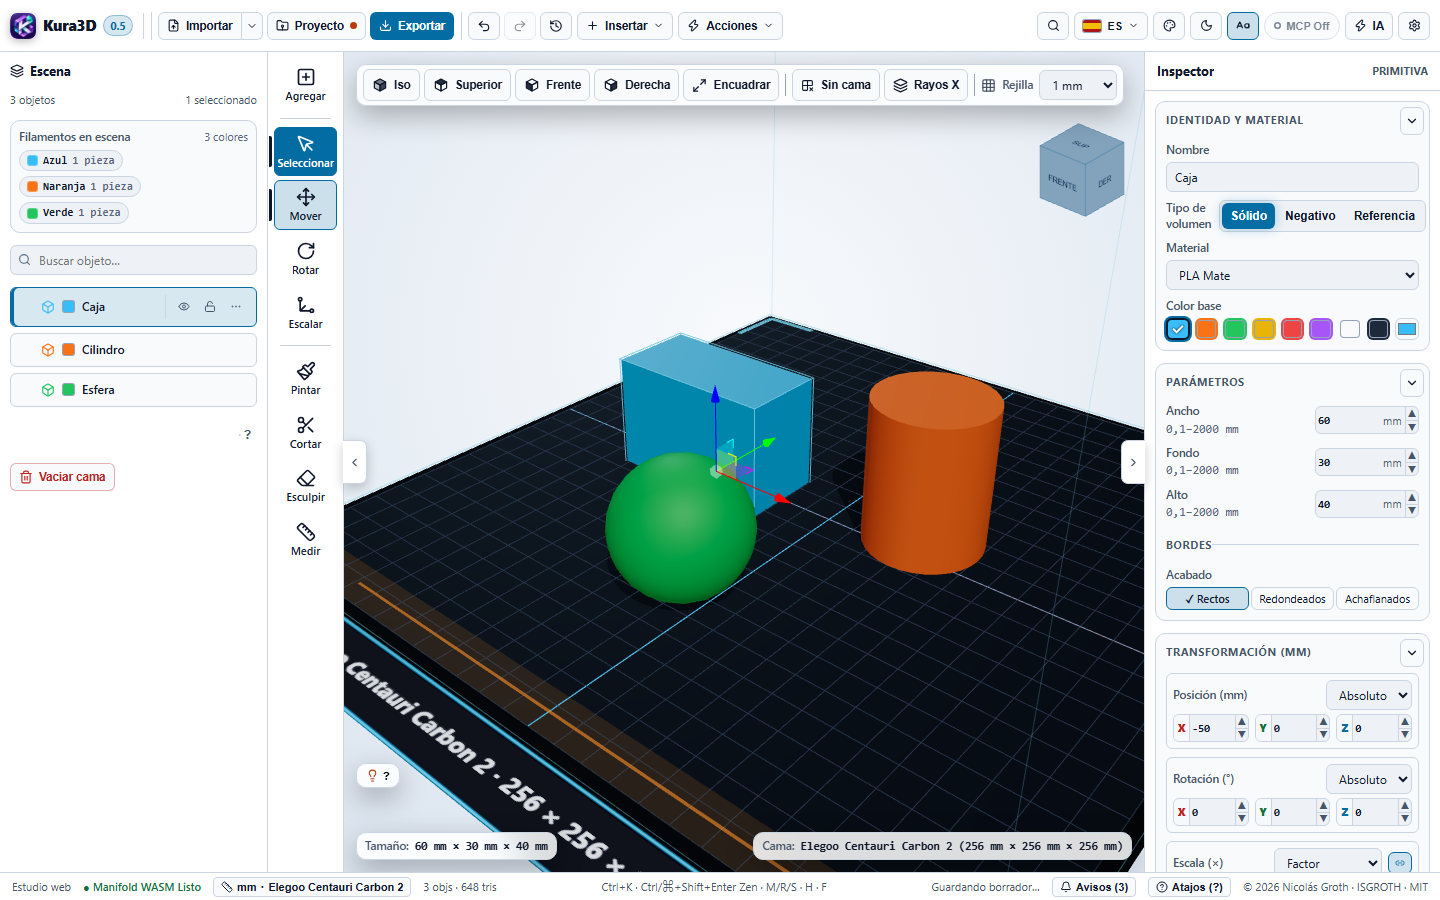 Kura3D 0.5 Importar Proyecto Exportar Insertar Acciones ES Aa MCP Off IA
Escena
3 objetos 1 seleccionado
Filamentos en escena 3 colores
Azul 1 pieza
Naranja 1 pieza
Verde 1 pieza
Buscar objeto...
Caja
Cilindro
Esfera
· ?
Vaciar cama
Agregar
Seleccionar
Mover
Rotar
Escalar
Pintar
Cortar
Esculpir
Medir
Iso Superior Frente Derecha Encuadrar Sin cama Rayos X Rejilla 1 mm
SUP
FRENTE DER
Centauri Carbon 2 · 256 × 256 ×
?
Tamaño: 60 mm × 30 mm × 40 mm
Cama: Elegoo Centauri Carbon 2 (256 mm × 256 mm × 256 mm)
Inspector PRIMITIVA
IDENTIDAD Y MATERIAL
Nombre
Caja
Tipo de volumen Sólido Negativo Referencia
Material
PLA Mate
Color base
PARÁMETROS
Ancho
0,1–2000 mm
60 mm
Fondo
0,1–2000 mm
30 mm
Alto
0,1–2000 mm
40 mm
BORDES
Acabado
✓ Rectos Redondeados Achaflanados
TRANSFORMACIÓN (MM)
Posición (mm) Absoluto
X -50 Y 0 Z 0
Rotación (°) Absoluto
X 0 Y 0 Z 0
Escala (×) Factor
Estudio web ● Manifold WASM Listo mm · Elegoo Centauri Carbon 2 3 objs · 648 tris Ctrl+K · Ctrl/⌘+Shift+Enter Zen · M/R/S · H · F Guardando borrador... Avisos (3) Atajos (?) © 2026 Nicolás Groth · ISGROTH · MIT